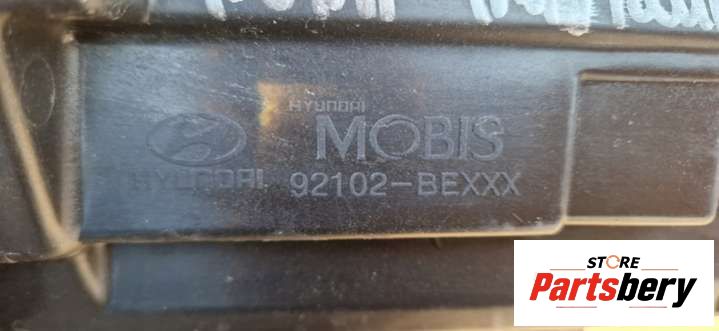 HYUNDAI
MOBIS
HYUNDAI 92102-BEXXX
STORE
Partsbery